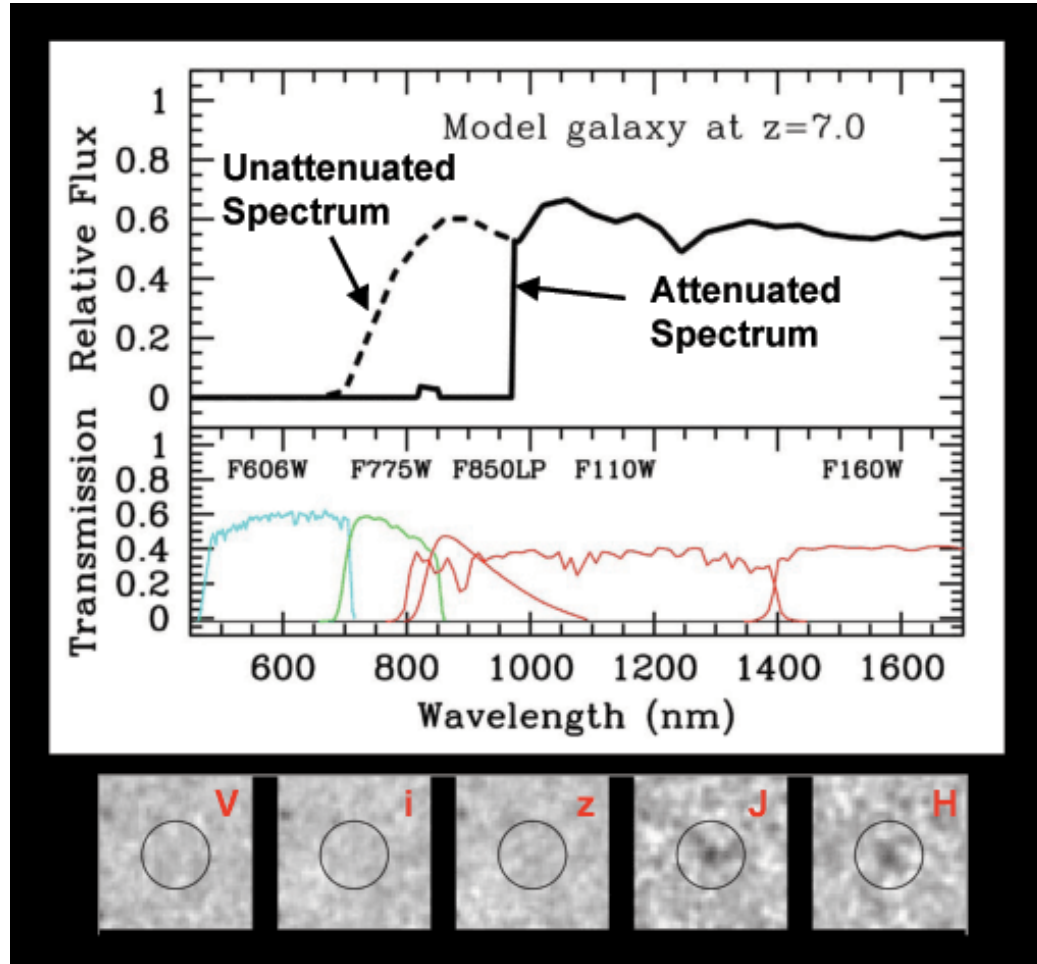 Model galaxy at z=7.0
Unattenuated
Spectrum
Attenuated
Spectrum
Relative Flux
1
0.8
0.6
0.4
0.2
0
F606W F775W F850LP F110W F160W
Transmission
1
0.8
0.6
0.4
0.2
0
600 800 1000 1200 1400 1600
Wavelength (nm)
V i z J H